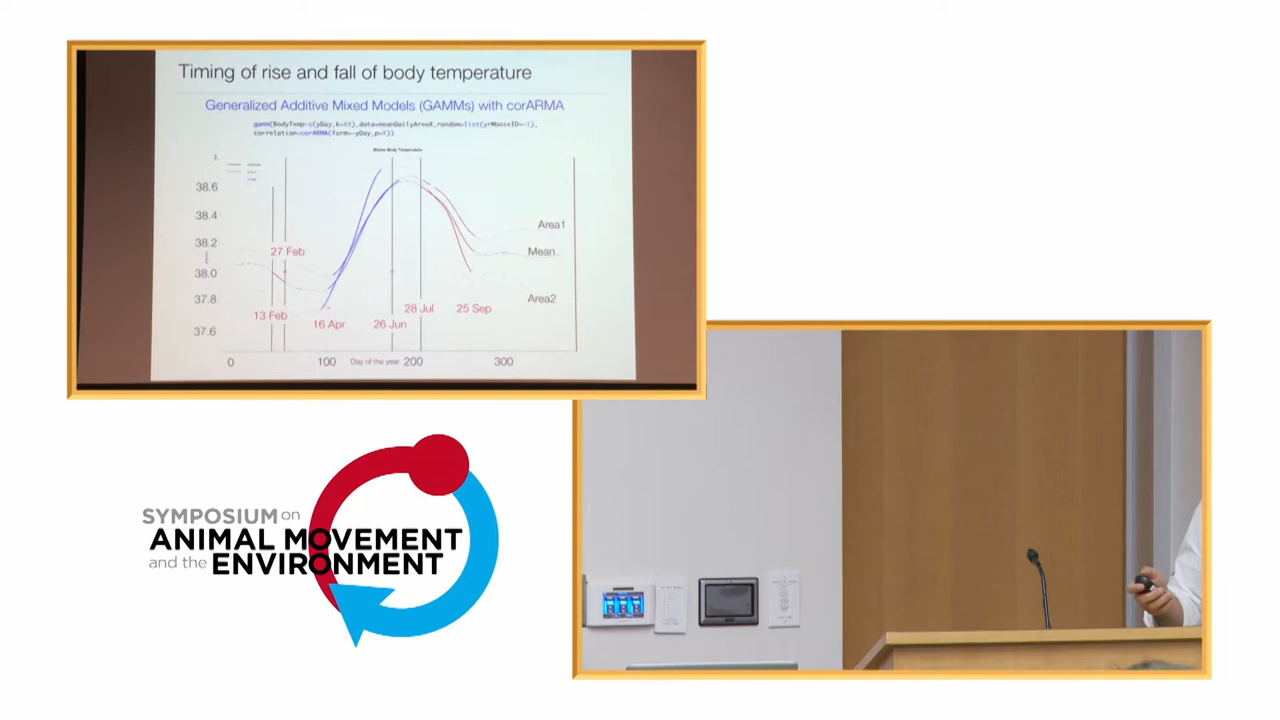 Timing of rise and fall of body temperature
Generalized Additive Mixed Models (GAMMs) with corARMA
gamm(BodyTemp~s(yDay,k=XX),data=meanDailyAreaX,random=list(yrMooseID=~1),
correlation=corARMA(form=~yDay,p=X))
Moose Body Temperature
38.6
38.4
38.2
38.0
37.8
37.6
27 Feb
13 Feb
16 Apr
26 Jun
28 Jul
25 Sep
Area1
Mean
Area2
0
100
Day of the year
200
300
SYMPOSIUM on
ANIMAL MOVEMENT
and the ENVIRONMENT